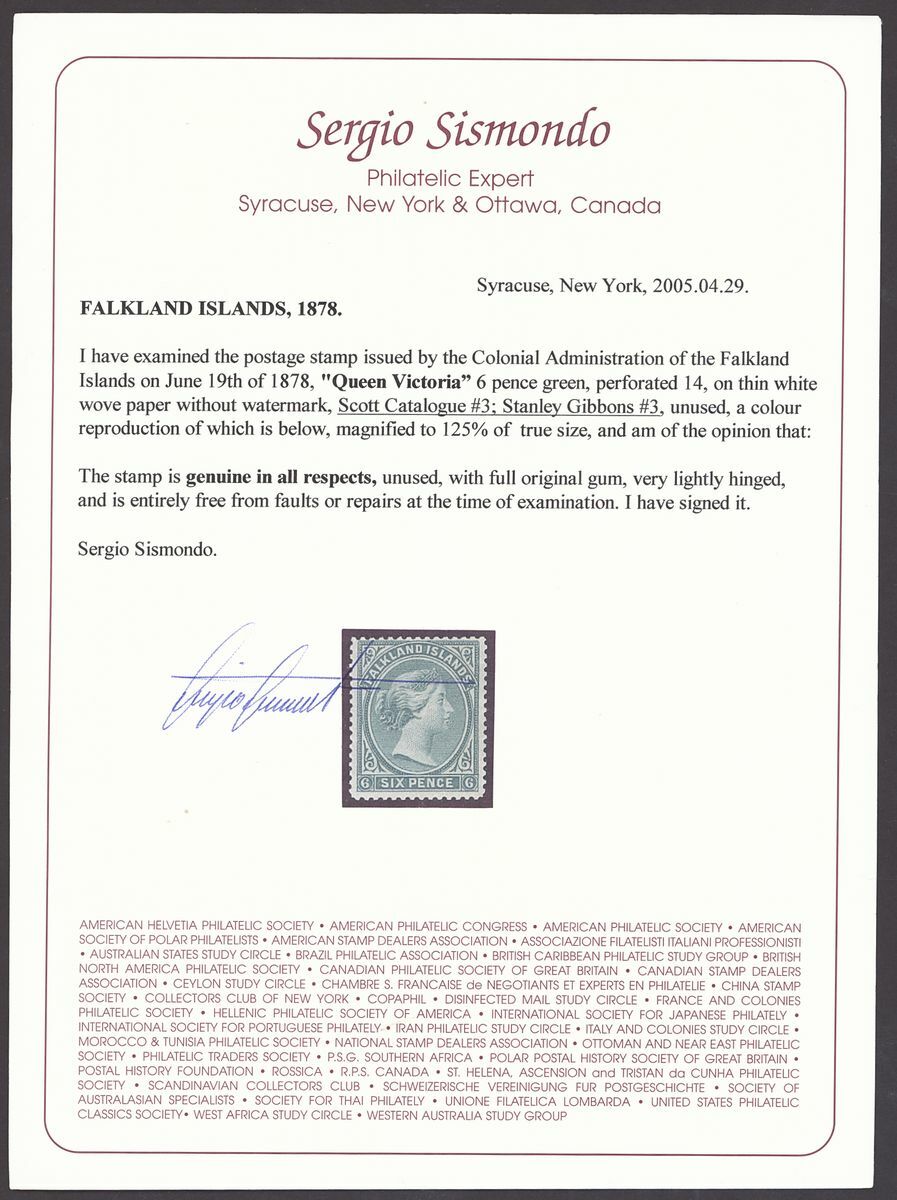 Sergio Sismondo
Philatelic Expert
Syracuse, New York & Ottawa, Canada
Syracuse, New York, 2005.04.29.
FALKLAND ISLANDS, 1878.
I have examined the postage stamp issued by the Colonial Administration of the Falkland
Islands on June 19th of 1878, "Queen Victoria” 6 pence green, perforated 14, on thin white
wove paper without watermark, Scott Catalogue #3; Stanley Gibbons #3, unused, a colour
reproduction of which is below, magnified to 125% of true size, and am of the opinion that:
The stamp is genuine in all respects, unused, with full original gum, very lightly hinged,
and is entirely free from faults or repairs at the time of examination. I have signed it.
Sergio Sismondo.
FALKLAND ISLANDS
6 SIX PENCE 6
AMERICAN HELVETIA PHILATELIC SOCIETY • AMERICAN PHILATELIC CONGRESS • AMERICAN PHILATELIC SOCIETY • AMERICAN
SOCIETY OF POLAR PHILATELISTS • AMERICAN STAMP DEALERS ASSOCIATION • ASSOCIAZIONE FILATELISTI ITALIANI PROFESSIONISTI
• AUSTRALIAN STATES STUDY CIRCLE • BRAZIL PHILATELIC ASSOCIATION • BRITISH CARIBBEAN PHILATELIC STUDY GROUP • BRITISH
NORTH AMERICA PHILATELIC SOCIETY • CANADIAN PHILATELIC SOCIETY OF GREAT BRITAIN • CANADIAN STAMP DEALERS
ASSOCIATION • CEYLON STUDY CIRCLE • CHAMBRE S. FRANCAISE de NEGOTIANTS ET EXPERTS EN PHILATELIE • CHINA STAMP
SOCIETY • COLLECTORS CLUB OF NEW YORK • COPAPHIL • DISINFECTED MAIL STUDY CIRCLE • FRANCE AND COLONIES
PHILATELIC SOCIETY • HELLENIC PHILATELIC SOCIETY OF AMERICA • INTERNATIONAL SOCIETY FOR JAPANESE PHILATELY •
INTERNATIONAL SOCIETY FOR PORTUGUESE PHILATELY • IRAN PHILATELIC STUDY CIRCLE • ITALY AND COLONIES STUDY CIRCLE •
MOROCCO & TUNISIA PHILATELIC SOCIETY • NATIONAL STAMP DEALERS ASSOCIATION • OTTOMAN AND NEAR EAST PHILATELIC
SOCIETY • PHILATELIC TRADERS SOCIETY • P.S.G. SOUTHERN AFRICA • POLAR POSTAL HISTORY SOCIETY OF GREAT BRITAIN •
POSTAL HISTORY FOUNDATION • ROSSICA • R.P.S. CANADA • ST. HELENA, ASCENSION and TRISTAN da CUNHA PHILATELIC
SOCIETY • SCANDINAVIAN COLLECTORS CLUB • SCHWEIZERISCHE VEREINIGUNG FUR POSTGESCHICHTE • SOCIETY OF
AUSTRALASIAN SPECIALISTS • SOCIETY FOR THAI PHILATELY • UNIONE FILATELICA LOMBARDA • UNITED STATES PHILATELIC
CLASSICS SOCIETY• WEST AFRICA STUDY CIRCLE • WESTERN AUSTRALIA STUDY GROUP